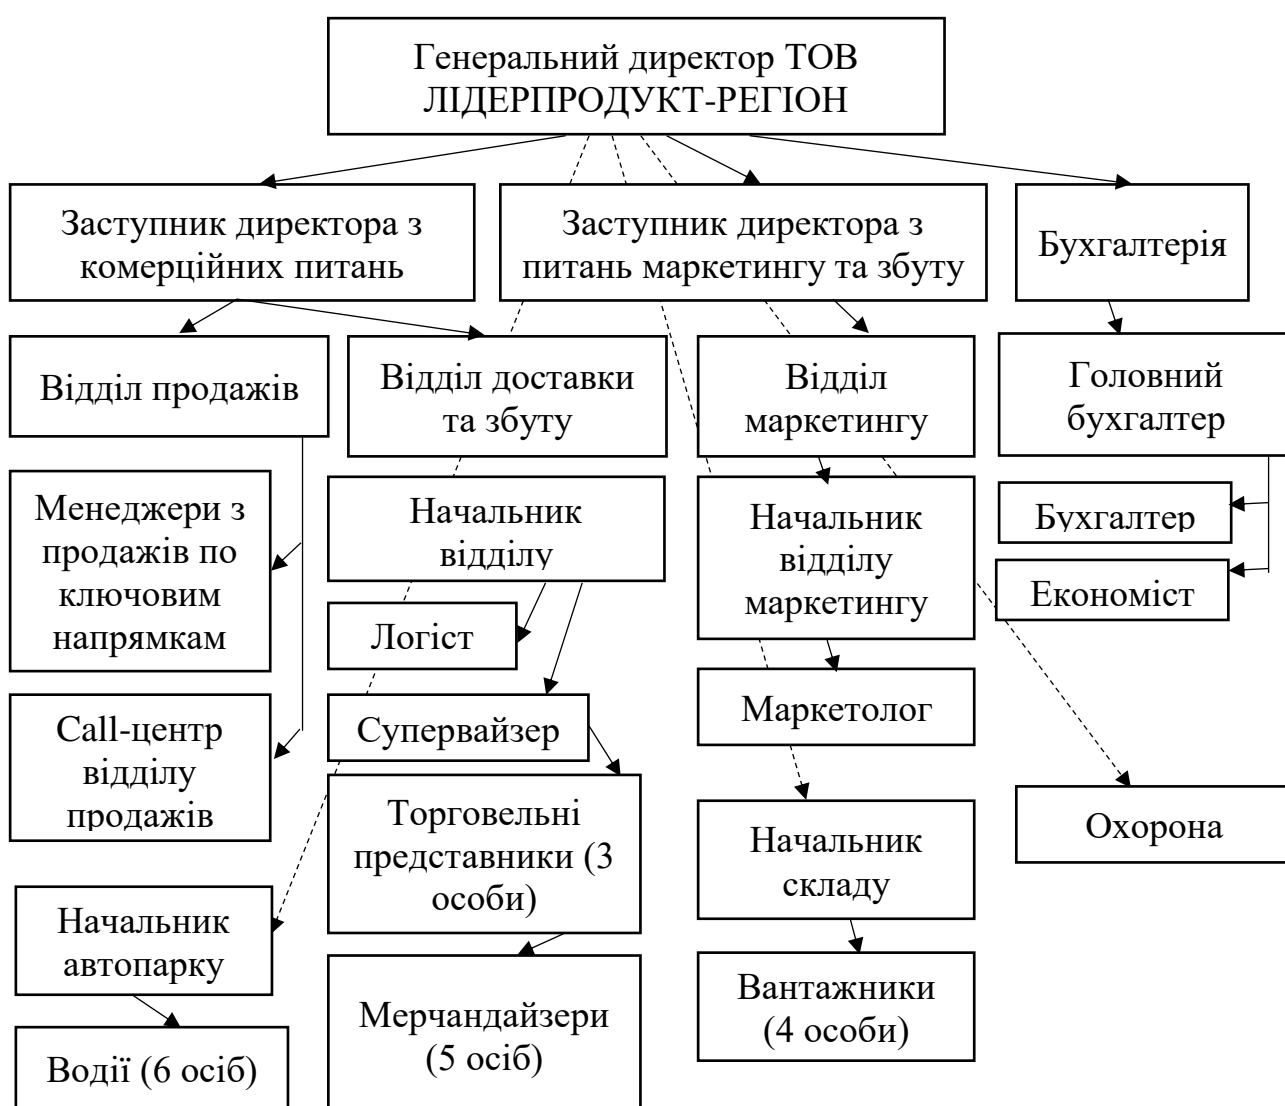 Генеральний директор ТОВ
ЛІДЕРПРОДУКТ-РЕГІОН
Заступник директора з
комерційних питань
Заступник директора з
питань маркетингу та збуту
Бухгалтерія
Відділ продажів
Відділ доставки
та збуту
Відділ
маркетингу
Головний
бухгалтер
Менеджери з
продажів по
ключовим
напрямкам
Начальник
відділу
Начальник
відділу
маркетингу
Бухгалтер
Економіст
Логіст
Супервайзер
Маркетолог
Call-центр
відділу
продажів
Торговельні
представники (3
особи)
Начальник
складу
Охорона
Начальник
автопарку
Мерчандайзери
(5 осіб)
Вантажники
(4 особи)
Водії (6 осіб)